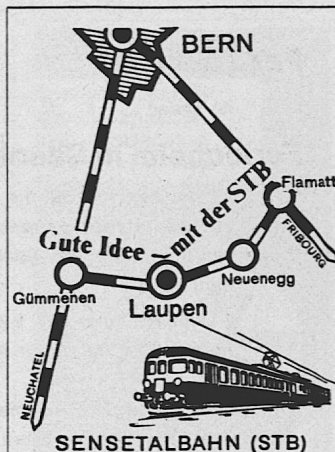 BERN
Flamatt
FRIBOURG
Gute Idee – mit der STB
Neuenegg
Gümmenen
Laupen
NEUCHATEL
SENSETALBAHN (STB)